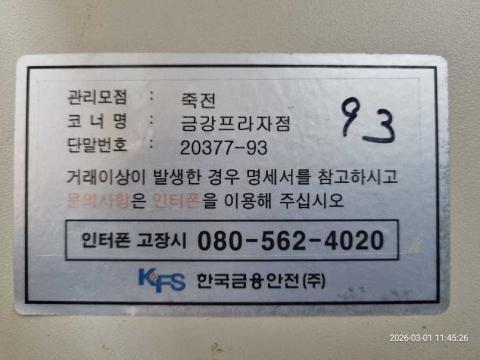 관리모점 : 죽전
코 너 명 : 금강프라자점
단말번호 : 20377-93
93
거래이상이 발생한 경우 명세서를 참고하시고
문의사항은 인터폰을 이용해 주십시오
인터폰 고장시 080-562-4020
KFS 한국금융안전(주)
2026-03-01 11:45:26